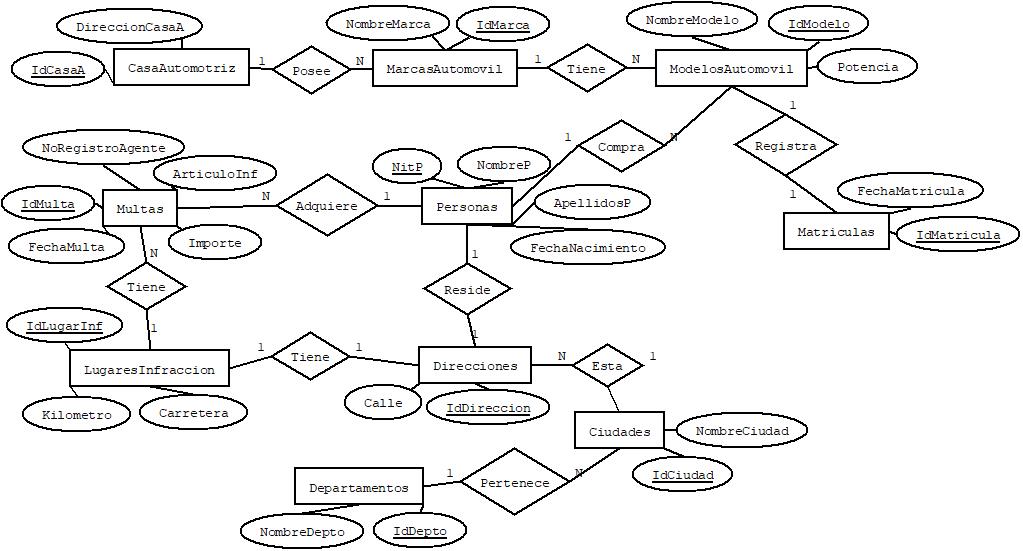 DireccionCasaA
IdCasaA
CasaAutomotriz
1
Posee
N
NombreMarca
IdMarca
MarcasAutomovil
1
Tiene
N
NombreModelo
IdModelo
ModelosAutomovil
Potencia
1
Compra
N
1
Registra
1
NoRegistroAgente
ArticuloInf
IdMulta
Multas
FechaMulta
Importe
N
Adquiere
1
NitP
NombreP
Personas
ApellidosP
FechaNacimiento
FechaMatricula
Matriculas
IdMatricula
N
Tiene
1
1
Reside
1
IdLugarInf
LugaresInfraccion
Kilometro
Carretera
1
Tiene
1
Direcciones
Calle
IdDireccion
N
Esta
1
Ciudades
NombreCiudad
IdCiudad
Departamentos
1
Pertenece
N
NombreDepto
IdDepto